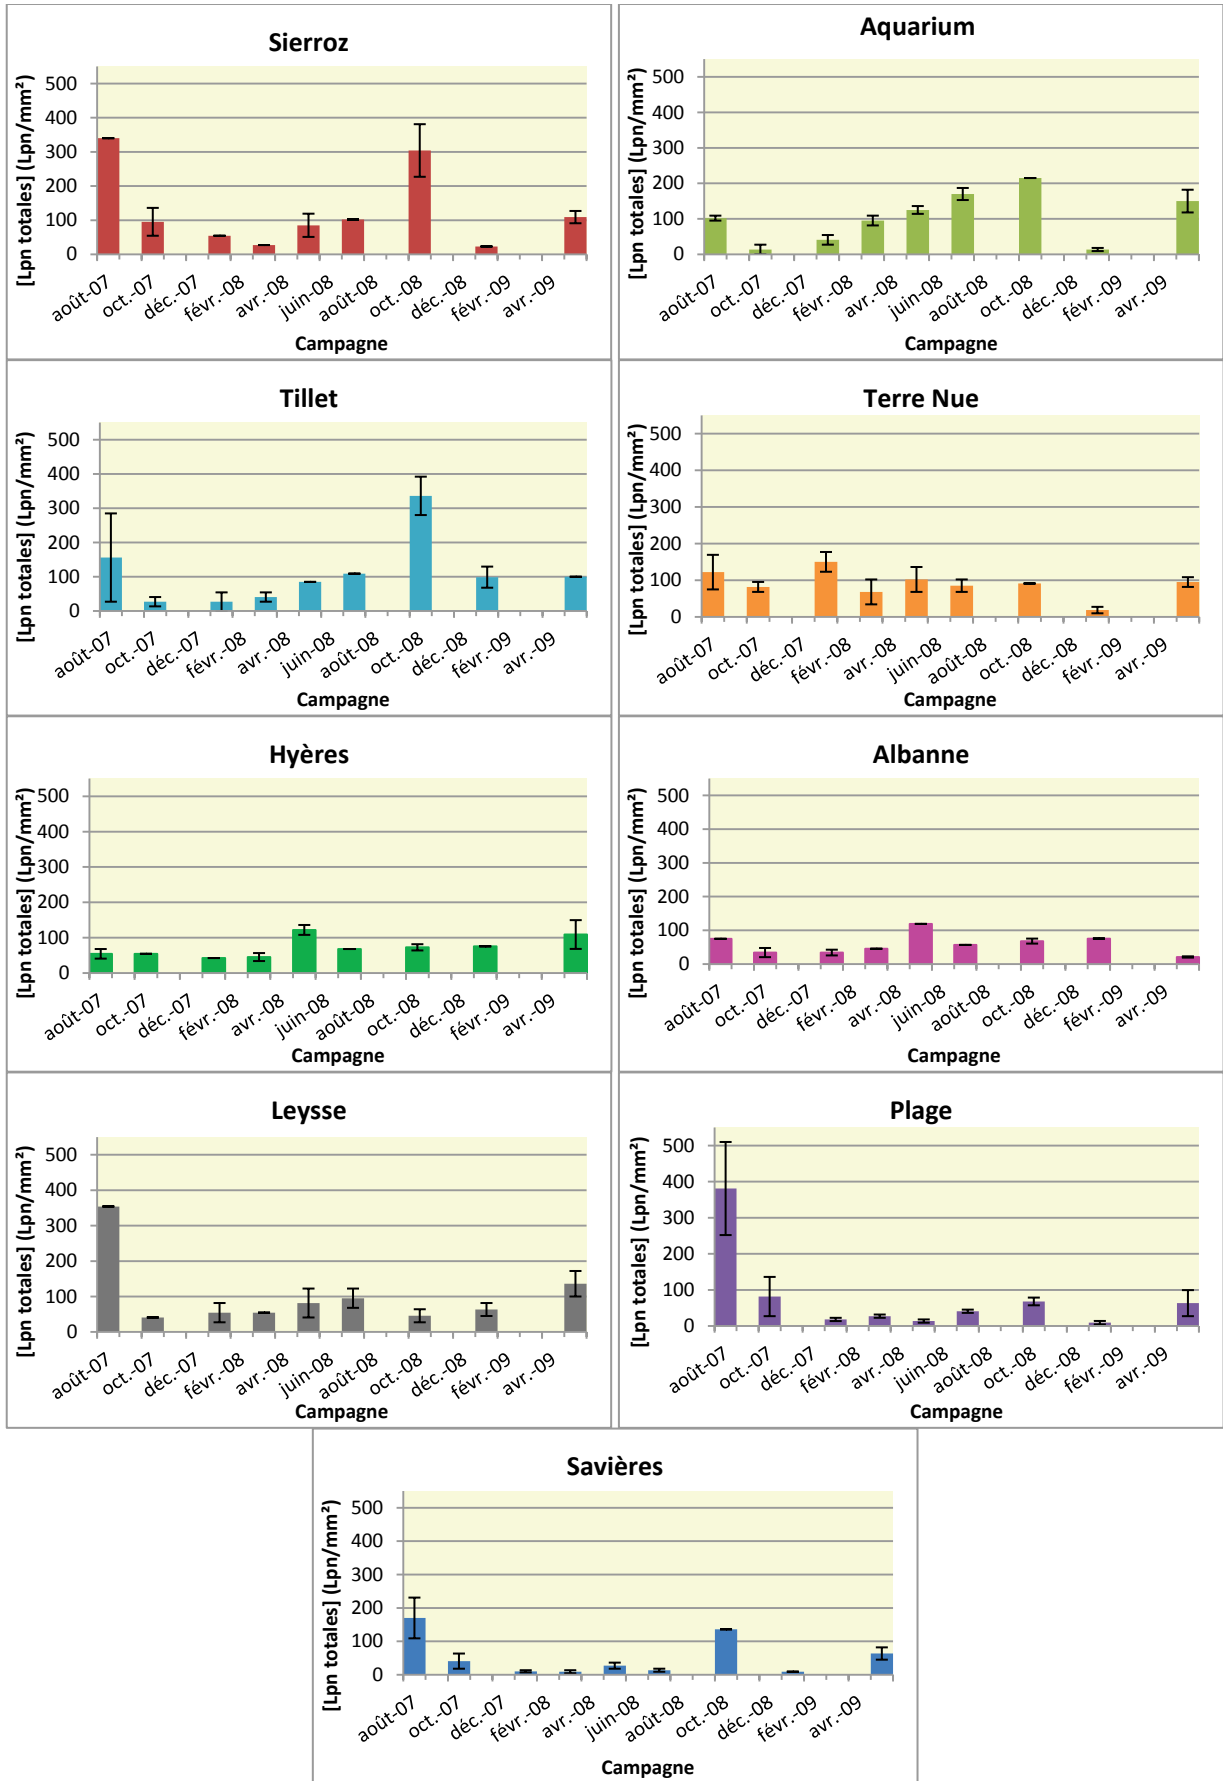 Sierroz
[Lpn totales] (Lpn/mm²)
500
400
300
200
100
0
août-07
oct.-07
déc.-07
févr.-08
avr.-08
juin-08
août-08
oct.-08
déc.-08
févr.-09
avr.-09
Campagne
Aquarium
[Lpn totales] (Lpn/mm²)
500
400
300
200
100
0
août-07
oct.-07
déc.-07
févr.-08
avr.-08
juin-08
août-08
oct.-08
déc.-08
févr.-09
avr.-09
Campagne
Tillet
[Lpn totales] (Lpn/mm²)
500
400
300
200
100
0
août-07
oct.-07
déc.-07
févr.-08
avr.-08
juin-08
août-08
oct.-08
déc.-08
févr.-09
avr.-09
Campagne
Terre Nue
[Lpn totales] (Lpn/mm²)
500
400
300
200
100
0
août-07
oct.-07
déc.-07
févr.-08
avr.-08
juin-08
août-08
oct.-08
déc.-08
févr.-09
avr.-09
Campagne
Hyères
[Lpn totales] (Lpn/mm²)
500
400
300
200
100
0
août-07
oct.-07
déc.-07
févr.-08
avr.-08
juin-08
août-08
oct.-08
déc.-08
févr.-09
avr.-09
Campagne
Albanne
[Lpn totales] (Lpn/mm²)
500
400
300
200
100
0
août-07
oct.-07
déc.-07
févr.-08
avr.-08
juin-08
août-08
oct.-08
déc.-08
févr.-09
avr.-09
Campagne
Leysse
[Lpn totales] (Lpn/mm²)
500
400
300
200
100
0
août-07
oct.-07
déc.-07
févr.-08
avr.-08
juin-08
août-08
oct.-08
déc.-08
févr.-09
avr.-09
Campagne
Plage
[Lpn totales] (Lpn/mm²)
500
400
300
200
100
0
août-07
oct.-07
déc.-07
févr.-08
avr.-08
juin-08
août-08
oct.-08
déc.-08
févr.-09
avr.-09
Campagne
Savières
[Lpn totales] (Lpn/mm²)
500
400
300
200
100
0
août-07
oct.-07
déc.-07
févr.-08
avr.-08
juin-08
août-08
oct.-08
déc.-08
févr.-09
avr.-09
Campagne